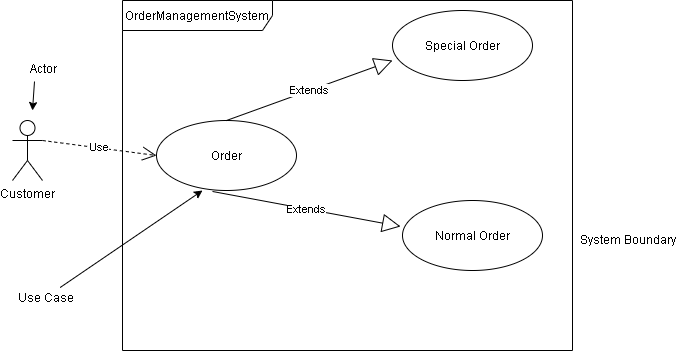 OrderManagementSystem
Special Order
Actor
Extends
Use
Order
Customer
Extends
Normal Order
System Boundary
Use Case